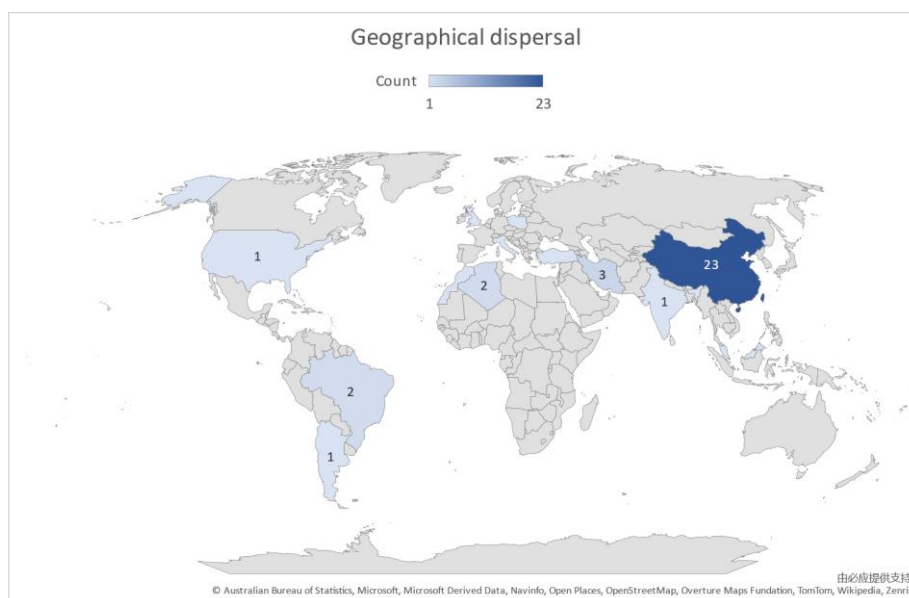 Geographical dispersal
Count
1
23
1
2
1
2
3
1
23
由必应提供支持
© Australian Bureau of Statistics, Microsoft, Microsoft Derived Data, Navinfo, Open Places, OpenStreetMap, Overture Maps Fundation, TomTom, Wikipedia, Zenri